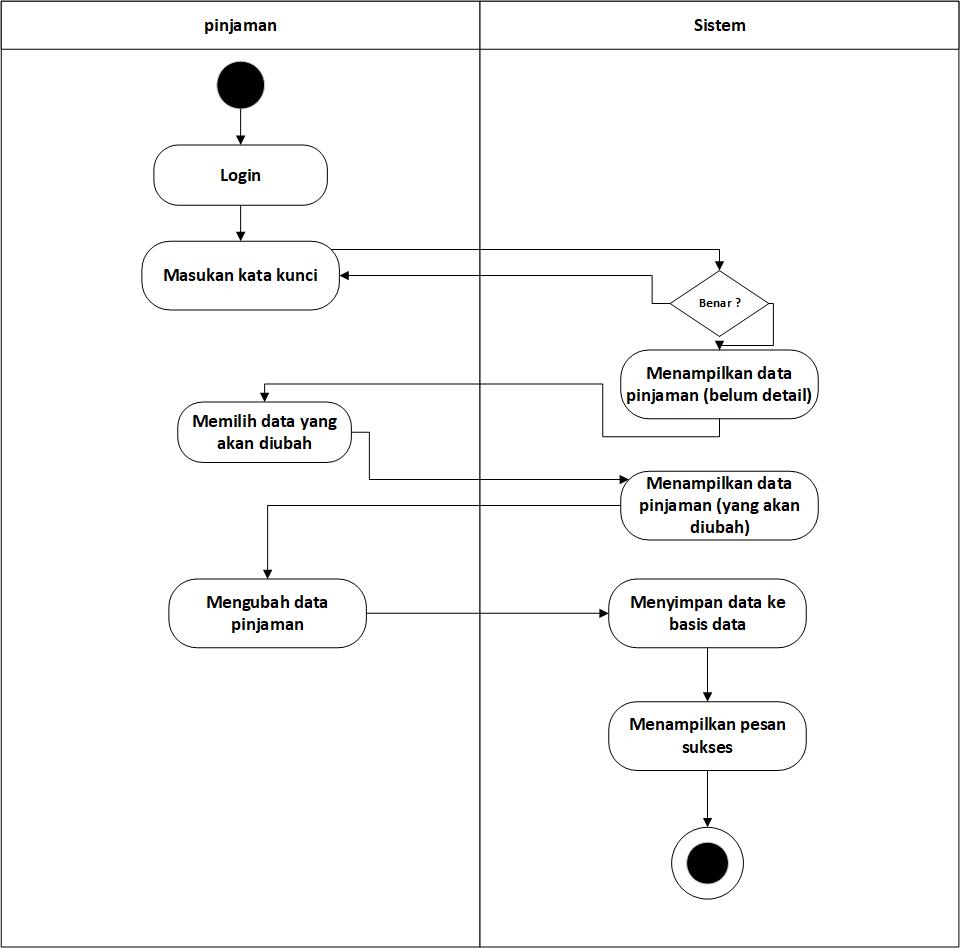 pinjaman
Sistem
Login
Masukan kata kunci
Benar ?
Menampilkan data
pinjaman (belum detail)
Memilih data yang
akan diubah
Menampilkan data
pinjaman (yang akan
diubah)
Mengubah data
pinjaman
Menyimpan data ke
basis data
Menampilkan pesan
sukses